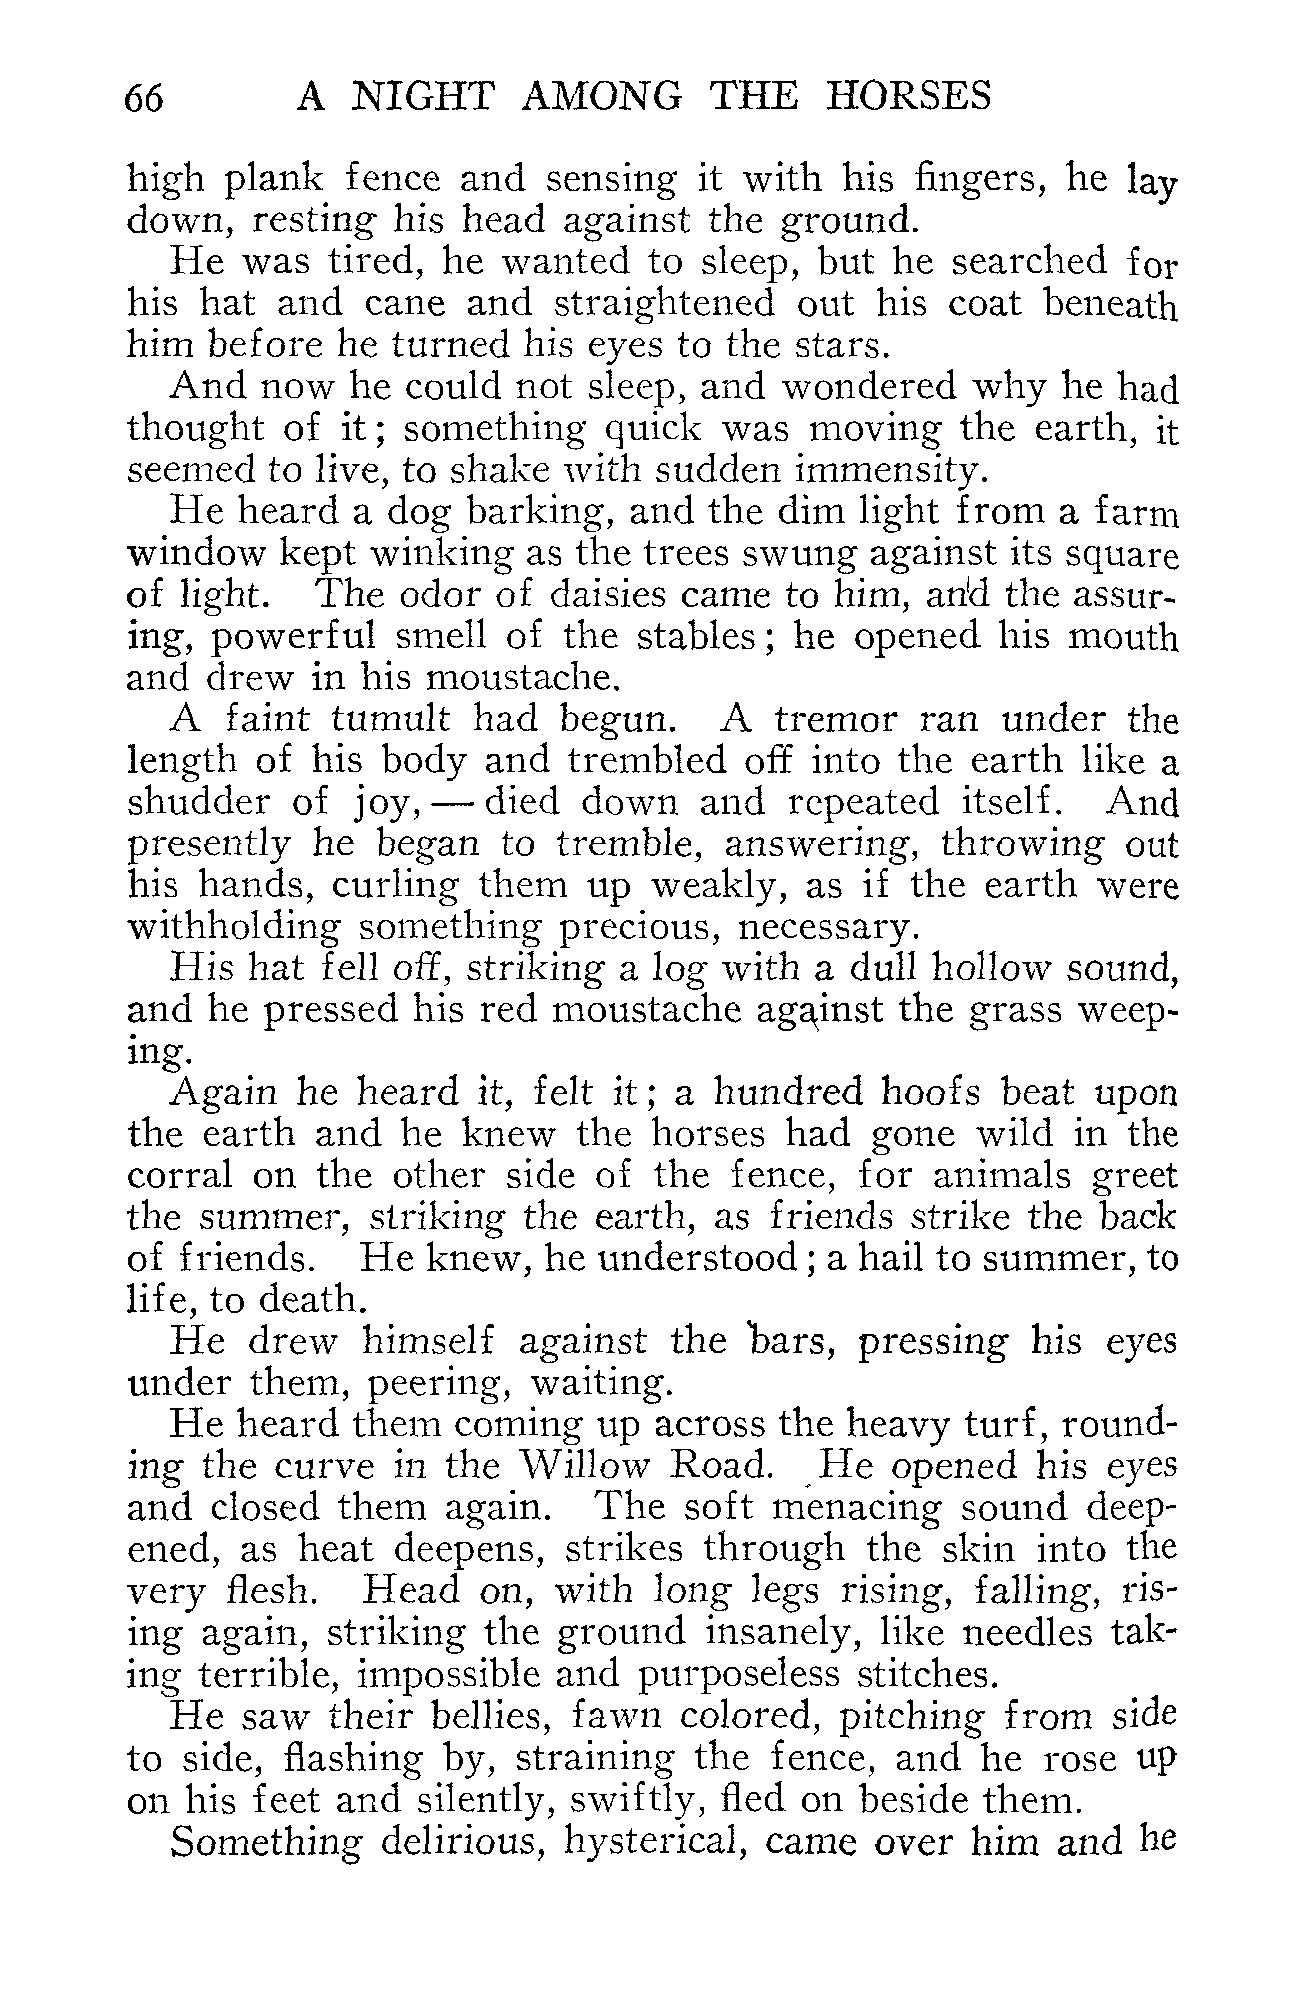 66 A NIGHT AMONG THE HORSES
high plank fence and sensing it with his fingers, he lay
down, resting his head against the ground.
He was tired, he wanted to sleep, but he searched for
his hat and cane and straightened out his coat beneath
him before he turned his eyes to the stars.
And now he could not sleep, and wondered why he had
thought of it; something quick was moving the earth, it
seemed to live, to shake with sudden immensity.
He heard a dog barking, and the dim light from a farm
window kept winking as the trees swung against its square
of light. The odor of daisies came to him, and the assur-
ing, powerful smell of the stables; he opened his mouth
and drew in his moustache.
A faint tumult had begun. A tremor ran under the
length of his body and trembled off into the earth like a
shudder of joy,—died down and repeated itself. And
presently he began to tremble, answering, throwing out
his hands, curling them up weakly, as if the earth were
withholding something precious, necessary.
His hat fell off, striking a log with a dull hollow sound,
and he pressed his red moustache against the grass weep-
ing.
Again he heard it, felt it; a hundred hoofs beat upon
the earth and he knew the horses had gone wild in the
corral on the other side of the fence, for animals greet
the summer, striking the earth, as friends strike the back
of friends. He knew, he understood; a hail to summer, to
life, to death.
He drew himself against the bars, pressing his eyes
under them, peering, waiting.
He heard them coming up across the heavy turf, round-
ing the curve in the Willow Road. He opened his eyes
and closed them again. The soft menacing sound deep-
ened, as heat deepens, strikes through the skin into the
very flesh. Head on, with long legs rising, falling, ris-
ing again, striking the ground insanely, like needles tak-
ing terrible, impossible and purposeless stitches.
He saw their bellies, fawn colored, pitching from side
to side, flashing by, straining the fence, and he rose up
on his feet and silently, swiftly, fled on beside them.
Something delirious, hysterical, came over him and he